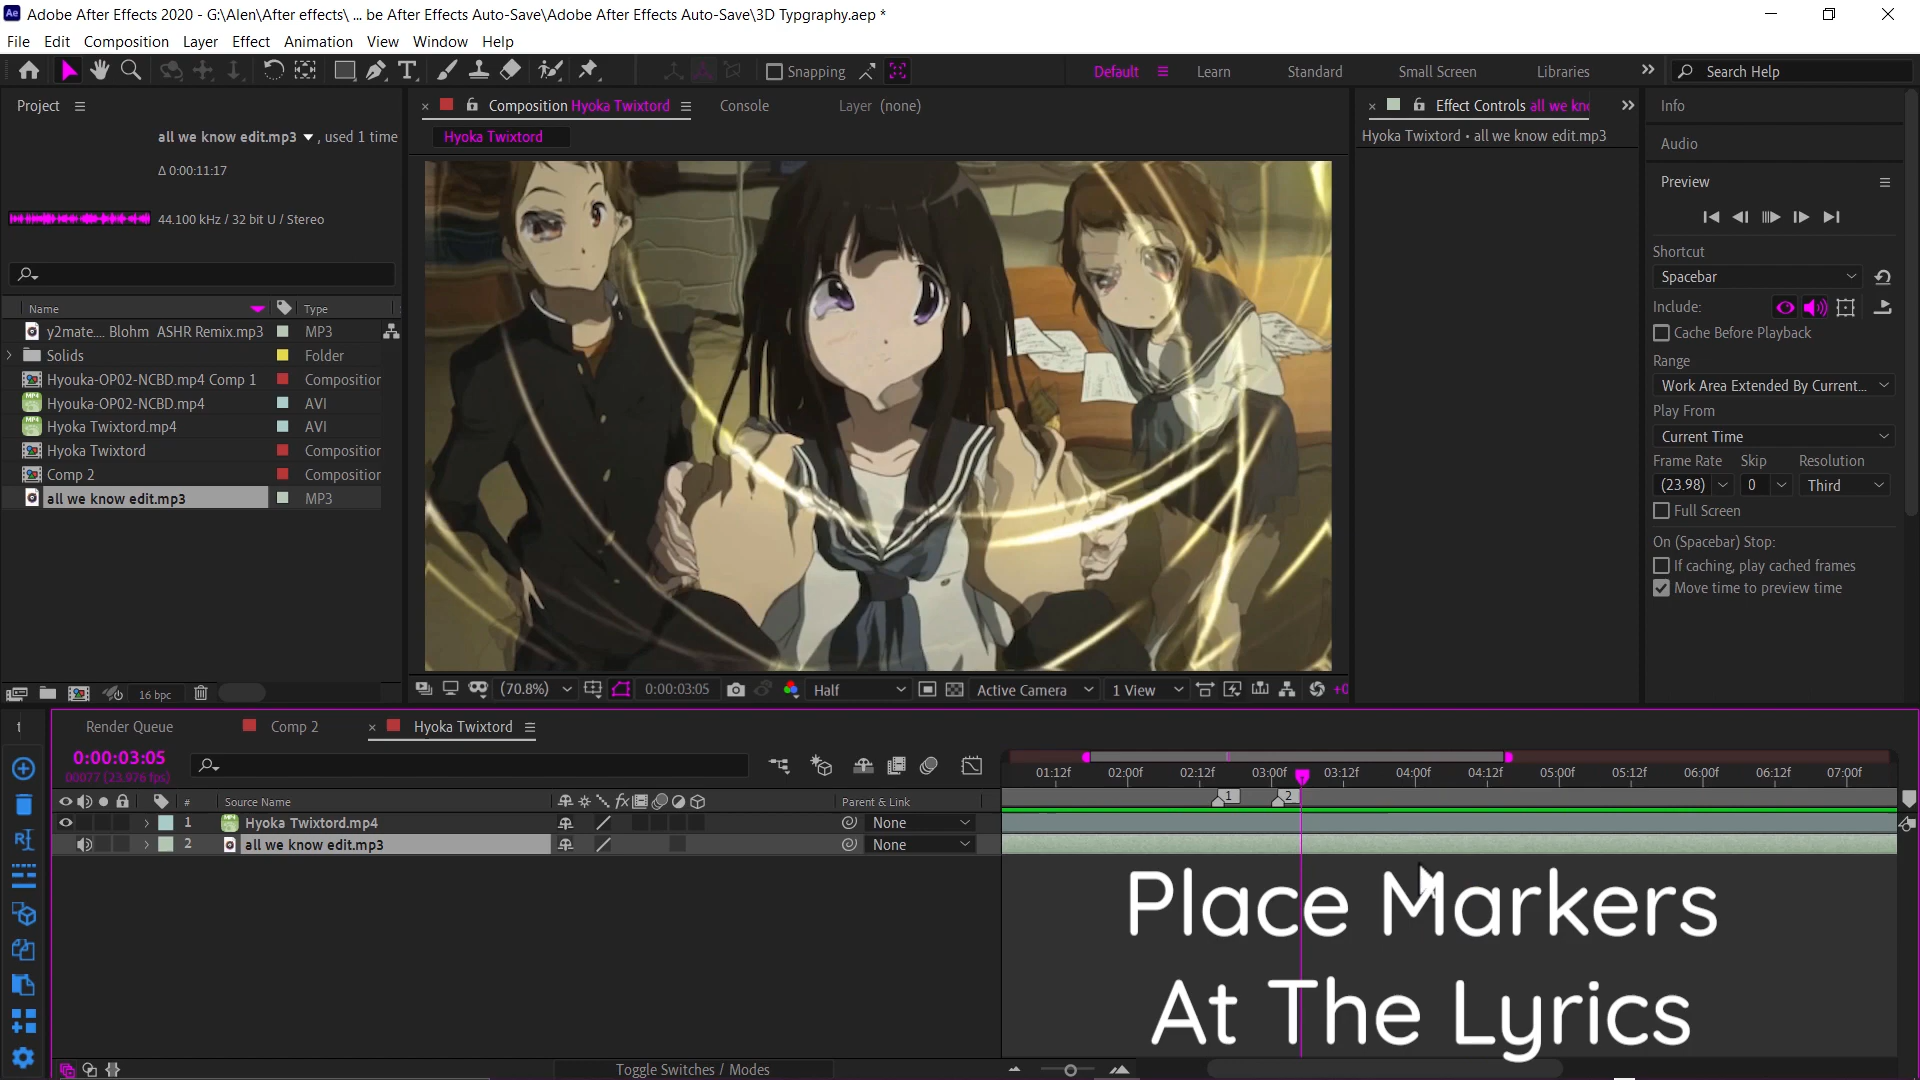 Adobe After Effects 2020 - G:\Alen\After effects\ ... be After Effects Auto-Save\Adobe After Effects Auto-Save\3D Typgraphy.aep *
File Edit Composition Layer Effect Animation View Window Help
Snapping Default Learn Standard Small Screen Libraries Search Help
Project
Composition Hyoka Twixtord Console Layer (none)
Effect Controls all we kn
Info
Hyoka Twixtord
Hyoka Twixtord • all we know edit.mp3
Audio
all we know edit.mp3 , used 1 time
Δ 0:00:11:17
44.100 kHz / 32 bit U / Stereo
Name Type
y2mate.... Blohm ASHR Remix.mp3 MP3
Solids Folder
Hyouka-OP02-NCBD.mp4 Comp 1 Composition
Hyouka-OP02-NCBD.mp4 AVI
Hyoka Twixtord.mp4 AVI
Hyoka Twixtord Composition
Comp 2 Composition
all we know edit.mp3 MP3
16 bpc
Preview
Shortcut
Spacebar
Include:
Cache Before Playback
Range
Work Area Extended By Current...
Play From
Current Time
Frame Rate Skip Resolution
(23.98) 0 Third
Full Screen
On (Spacebar) Stop:
If caching, play cached frames
Move time to preview time
(70.8%) 0:00:03:05 Half Active Camera 1 View +0
Render Queue Comp 2 Hyoka Twixtord
0:00:03:05
00077 (23.976 fps)
01:12f 02:00f 02:12f 03:00f 03:12f 04:00f 04:12f 05:00f 05:12f 06:00f 06:12f 07:00f
# Source Name Parent & Link
1 2
1 Hyoka Twixtord.mp4 None
2 all we know edit.mp3 None
Place Markers
At The Lyrics
Toggle Switches / Modes